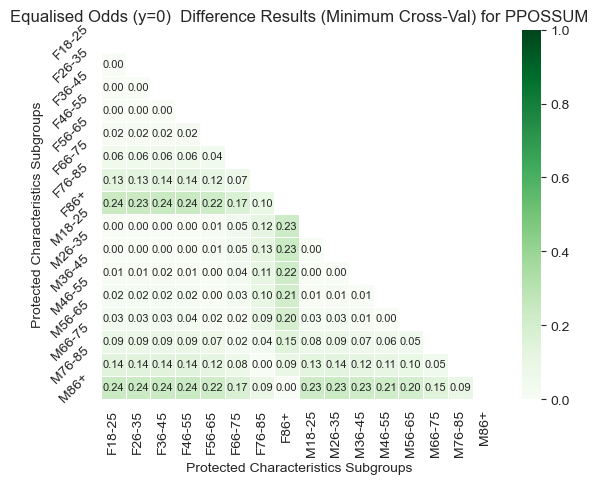 Equalised Odds (y=0)  Difference Results (Minimum Cross-Val) for PPOSSUM
F18-25
F26-35 0.00
F36-45 0.00 0.00
F46-55 0.00 0.00 0.00
F56-65 0.02 0.02 0.02 0.02
F66-75 0.06 0.06 0.06 0.06 0.04
F76-85 0.13 0.13 0.14 0.14 0.12 0.07
F86+ 0.24 0.23 0.24 0.24 0.22 0.17 0.10
M18-25 0.00 0.00 0.00 0.00 0.01 0.05 0.12 0.23
M26-35 0.00 0.00 0.00 0.00 0.01 0.05 0.13 0.23 0.00
M36-45 0.01 0.01 0.02 0.01 0.00 0.04 0.11 0.22 0.00 0.00
M46-55 0.02 0.02 0.02 0.02 0.00 0.03 0.10 0.21 0.01 0.01 0.01
M56-65 0.03 0.03 0.03 0.04 0.02 0.02 0.09 0.20 0.03 0.03 0.01 0.00
M66-75 0.09 0.09 0.09 0.09 0.07 0.02 0.04 0.15 0.08 0.09 0.07 0.06 0.05
M76-85 0.14 0.14 0.14 0.14 0.12 0.08 0.00 0.09 0.13 0.14 0.12 0.11 0.10 0.05
M86+ 0.24 0.24 0.24 0.24 0.22 0.17 0.09 0.00 0.23 0.23 0.23 0.21 0.20 0.15 0.09
Protected Characteristics Subgroups
F18-25 F26-35 F36-45 F46-55 F56-65 F66-75 F76-85 F86+ M18-25 M26-35 M36-45 M46-55 M56-65 M66-75 M76-85 M86+
Protected Characteristics Subgroups
1.0
0.8
0.6
0.4
0.2
0.0